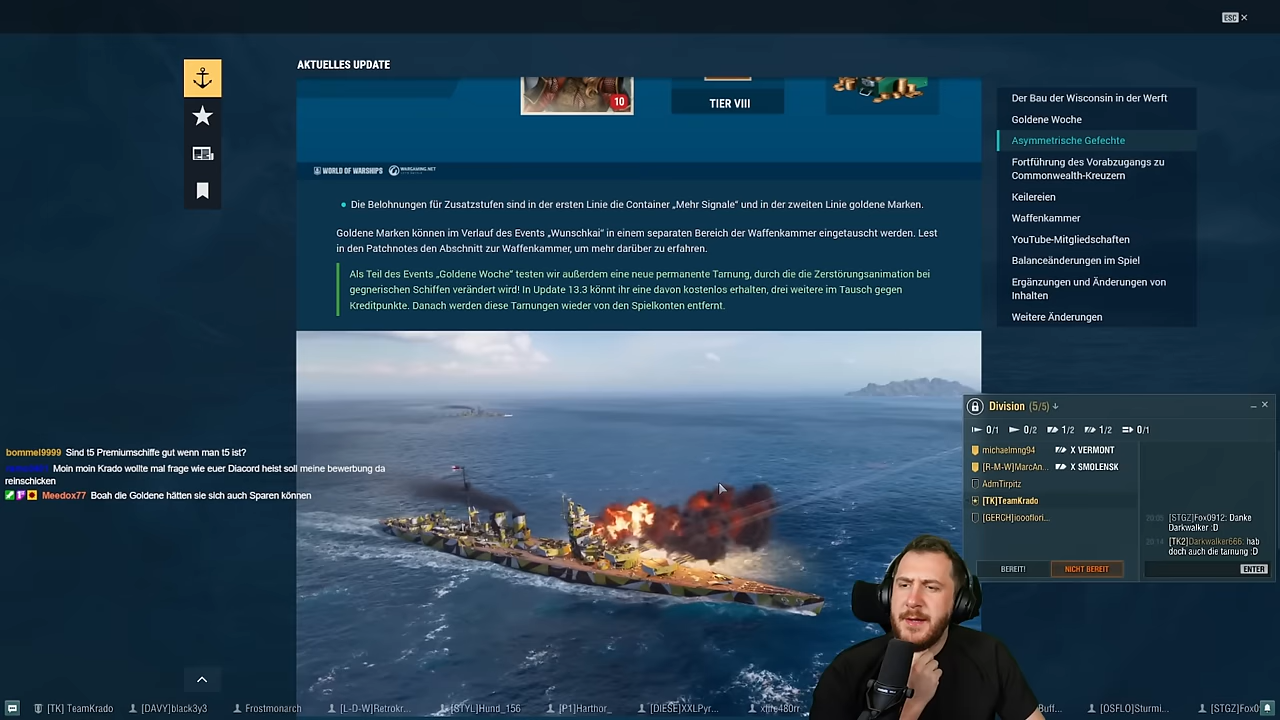 ESC
AKTUELLES UPDATE
10
TIER VIII
WORLD OF WARSHIPS WARGAMING.NET
Die Belohnungen für Zusatzstufen sind in der ersten Linie die Container „Mehr Signale“ und in der zweiten Linie goldene Marken.
Goldene Marken können im Verlauf des Events „Wunschkai“ in einem separaten Bereich der Waffenkammer eingetauscht werden. Lest
in den Patchnotes den Abschnitt zur Waffenkammer, um mehr darüber zu erfahren.
Als Teil des Events „Goldene Woche“ testen wir außerdem eine neue permanente Tarnung, durch die die Zerstörungsanimation bei
gegnerischen Schiffen verändert wird! In Update 13.3 könnt ihr eine davon kostenlos erhalten, drei weitere im Tausch gegen
Kreditpunkte. Danach werden diese Tarnungen wieder von den Spielkonten entfernt.
Der Bau der Wisconsin in der Werft
Goldene Woche
Asymmetrische Gefechte
Fortführung des Vorabzugangs zu
Commonwealth-Kreuzern
Keilereien
Waffenkammer
YouTube-Mitgliedschaften
Balanceänderungen im Spiel
Ergänzungen und Änderungen von
Inhalten
Weitere Änderungen
bommel9999 Sind t5 Premiumschiffe gut wenn man t5 ist?
Moin moin Krado wollte mal frage wie euer Diacord heist soll meine bewerbung da
reinschicken
Meedox77 Boah die Goldene hätten sie sich auch Sparen können
Division (5/5)
0/1 0/2 1/2 1/2 0/1
michaelmng94 X VERMONT
[R-M-W]MarcAn... X SMOLENSK
AdmTirpitz
[TK]TeamKrado
[GERCH]ioooflori...
[STGZ]Fox0912: Danke
Darkwalker :D
[TK2]Darkwalker666: hab
doch auch die tarnung :D
BEREIT! NICHT BEREIT ENTER
[TK] TeamKrado [DAVY]black3y3 Frostmonarch [L-D-W]Retrokr... [STYL]Hund_156 [P1]Harthor_ [DIESE]XXLPyr... Ruff... [OSFLO]Sturmi... [STGZ]Fox0